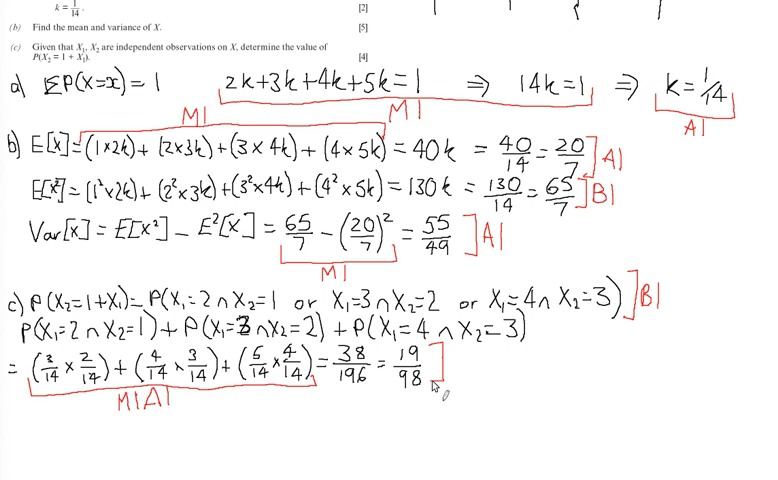 k = 1/14 . [2]
(b) Find the mean and variance of X. [5]
(c) Given that X₁, X₂ are independent observations on X, determine the value of
P(X₂ = 1 + X₁). [4]
a) ΣP(X=x) = 1 2k+3k+4k+5k=1 ⇒ 14k=1 ⇒ k=1/14
M1 M1 A1
b) E[X]=(1×2k)+(2×3k)+(3×4k)+(4×5k)=40k = 40/14 = 20/7 ]A1
E[X²]=(1²×2k)+(2²×3k)+(3²×4k)+(4²×5k)=130k = 130/14 = 65/7 ]B1
Var[X] = E[X²] − E²[X] = 65/7 − (20/7)² = 55/49 ]A1
M1
c) P(X₂=1+X₁)=P(X₁=2∩X₂=1 or X₁=3∩X₂=2 or X₁=4∩X₂=3) ]B1
P(X₁=2∩X₂=1)+P(X₁=3∩X₂=2)+P(X₁=4∩X₂=3)
= (3/14 × 2/14)+(4/14 × 3/14)+(5/14 × 4/14) = 38/196 = 19/98 ]
M1A1